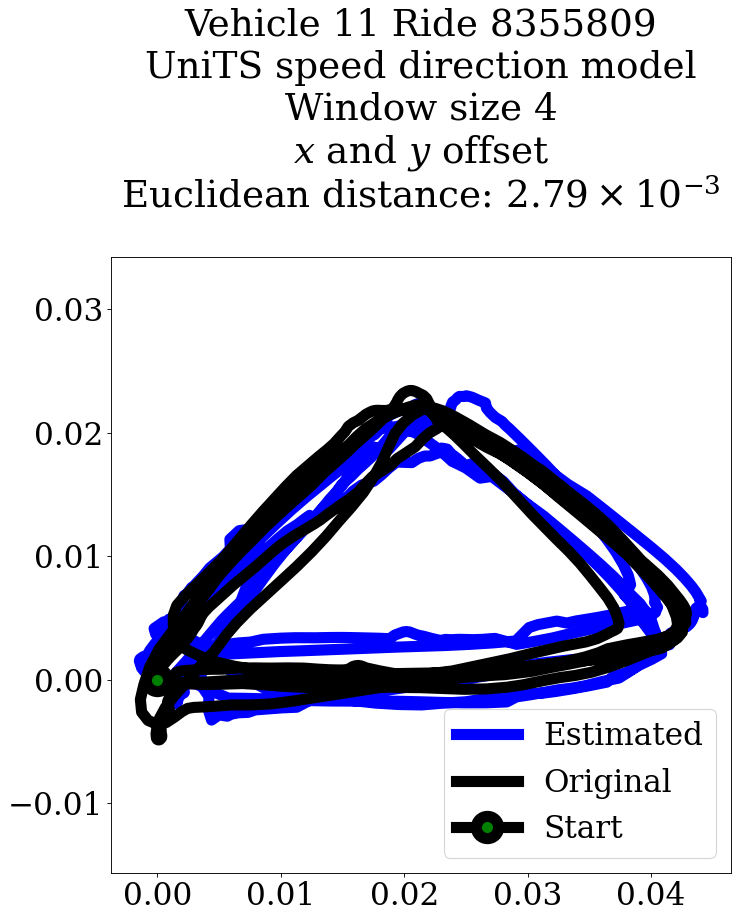 Vehicle 11 Ride 8355809
UniTS speed direction model
Window size 4
x and y offset
Euclidean distance: 2.79 × 10⁻³
0.03
0.02
0.01
0.00
−0.01
Estimated
Original
Start
0.00 0.01 0.02 0.03 0.04